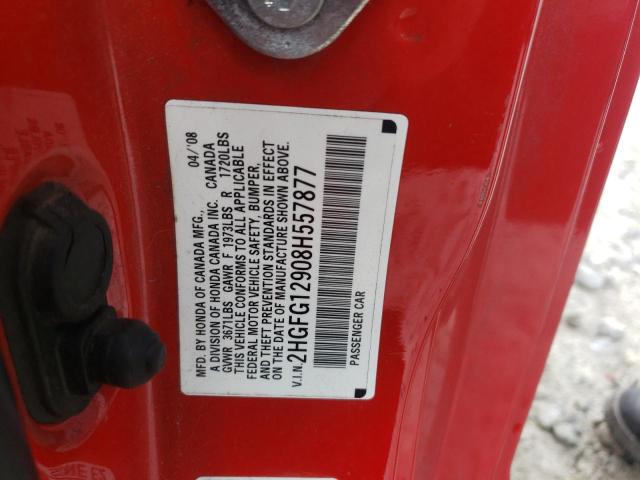 MFD. BY HONDA OF CANADA MFG., 04/'08
A DIVISION OF HONDA CANADA INC. CANADA
GVWR 3671LBS GAWR F 1973LBS R 1720LBS
THIS VEHICLE CONFORMS TO ALL APPLICABLE
FEDERAL MOTOR VEHICLE SAFETY, BUMPER,
AND THEFT PREVENTION STANDARDS IN EFFECT
ON THE DATE OF MANUFACTURE SHOWN ABOVE.
V.I.N. 2HGFG12908H557877
PASSENGER CAR